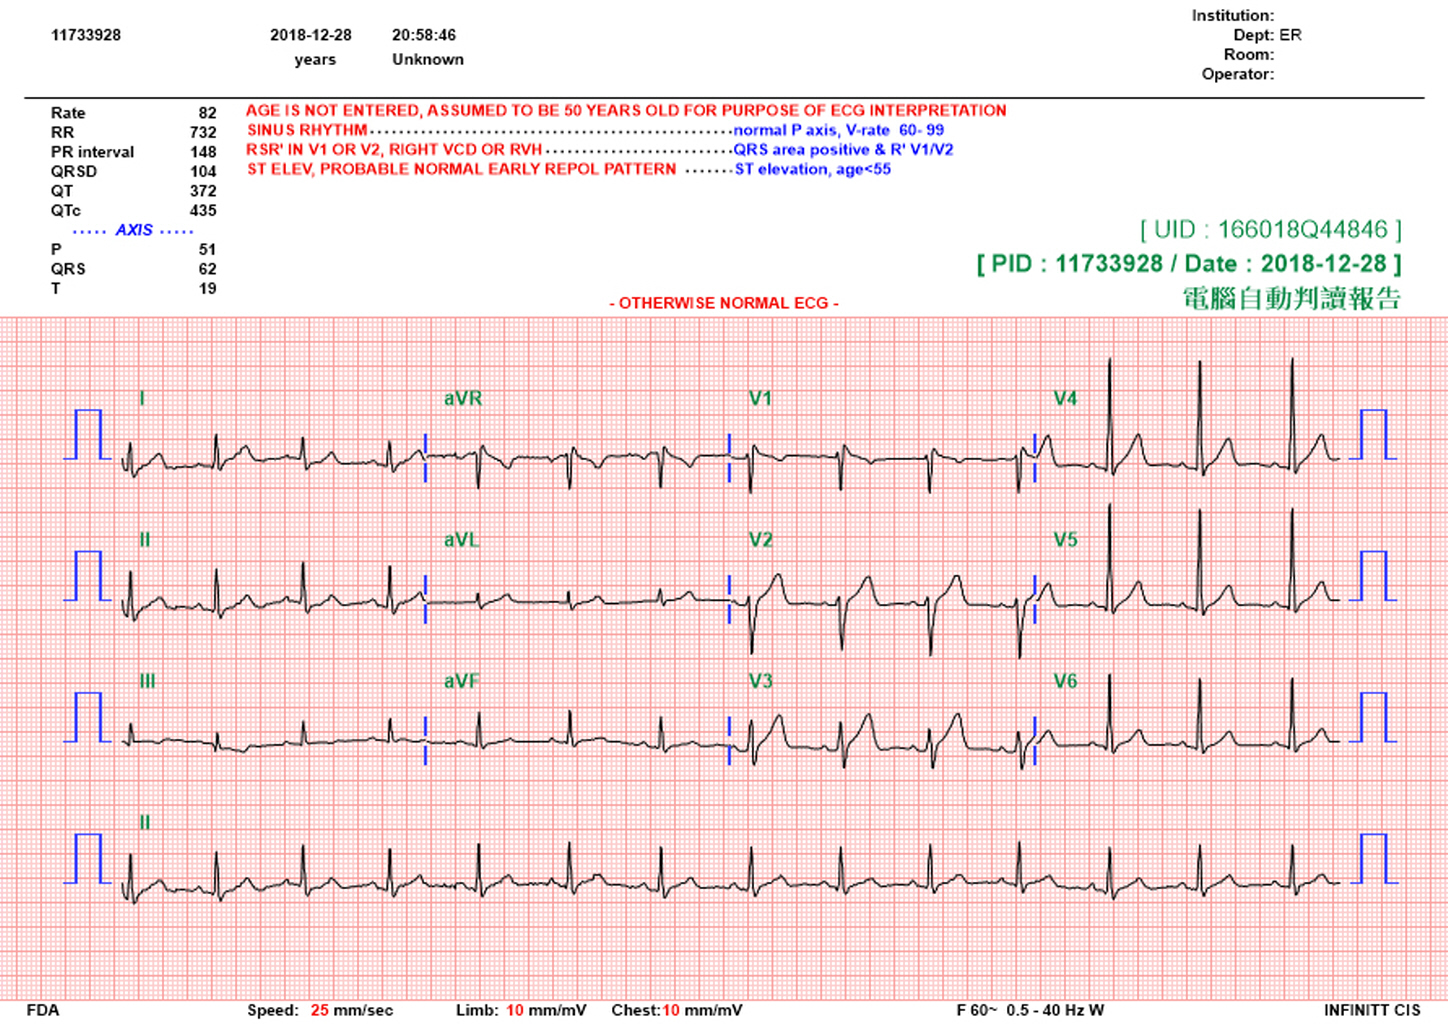 Institution:
11733928 2018-12-28 20:58:46 Dept: ER
years Unknown Room:
Operator:
Rate 82 AGE IS NOT ENTERED, ASSUMED TO BE 50 YEARS OLD FOR PURPOSE OF ECG INTERPRETATION
RR 732 SINUS RHYTHM..........................................normal P axis, V-rate 60- 99
PR interval 148 RSR' IN V1 OR V2, RIGHT VCD OR RVH......................QRS area positive & R' V1/V2
QRSD 104 ST ELEV, PROBABLE NORMAL EARLY REPOL PATTERN .......ST elevation, age<55
QT 372
QTc 435
..... AXIS .....
P 51
QRS 62
T 19
[ UID : 166018Q44846 ]
[ PID : 11733928 / Date : 2018-12-28 ]
電腦自動判讀報告
- OTHERWISE NORMAL ECG -
I aVR V1 V4
II aVL V2 V5
III aVF V3 V6
II
FDA Speed: 25 mm/sec Limb: 10 mm/mV Chest:10 mm/mV F 60~ 0.5 - 40 Hz W INFINITT CIS